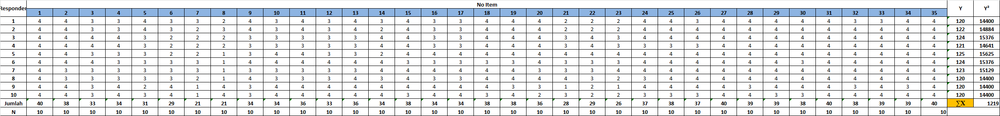 Responden No Item Y Y²
1 2 3 4 5 6 7 8 9 10 11 12 13 14 15 16 17 18 19 20 21 22 23 24 25 26 27 28 29 30 31 32 33 34 35
1 4 4 3 3 4 3 3 2 4 3 4 3 4 3 4 3 3 4 4 4 2 2 2 4 4 3 4 4 4 4 4 3 3 4 4 120 14400
2 4 4 3 3 4 3 2 3 4 3 4 3 4 2 4 3 3 4 4 4 2 2 2 4 4 4 4 4 4 4 4 4 4 4 4 122 14884
3 4 4 4 4 3 2 2 2 3 3 3 3 3 4 4 3 3 4 4 4 3 4 3 4 4 4 4 4 4 4 4 4 4 4 4 124 15376
4 4 4 4 4 3 2 2 2 3 3 3 3 3 4 4 3 3 4 4 4 3 4 3 3 3 3 4 4 4 4 4 4 4 4 4 121 14641
5 4 4 3 3 3 2 2 1 3 4 4 3 3 2 4 4 4 4 4 4 4 4 4 4 4 4 4 4 4 4 4 4 4 4 4 125 15625
6 4 4 4 3 3 3 3 1 4 4 4 4 4 4 3 3 3 3 4 4 3 3 3 4 4 4 4 4 4 3 4 4 4 4 4 124 15376
7 4 3 3 3 3 3 3 1 3 3 3 3 3 4 4 4 4 4 4 3 3 3 4 4 4 4 4 4 4 4 4 4 4 4 4 123 15129
8 4 3 3 3 3 3 2 1 4 3 3 3 4 3 4 3 3 4 4 4 4 3 2 3 4 4 4 4 4 4 4 4 4 4 4 120 14400
9 4 4 3 4 2 4 1 4 3 4 4 4 4 4 4 4 4 4 3 3 1 2 1 4 4 4 4 3 4 4 4 3 4 3 4 120 14400
10 4 4 3 4 3 4 1 4 3 4 4 4 4 4 3 4 4 3 4 2 3 2 2 3 3 3 4 4 3 3 4 4 4 4 4 120 14400
Jumlah 40 38 33 34 31 29 21 21 34 34 36 33 36 34 38 34 34 38 38 36 28 29 26 37 38 37 40 39 39 38 40 38 39 39 40 ∑X 1219
N 10 10 10 10 10 10 10 10 10 10 10 10 10 10 10 10 10 10 10 10 10 10 10 10 10 10 10 10 10 10 10 10 10 10 10